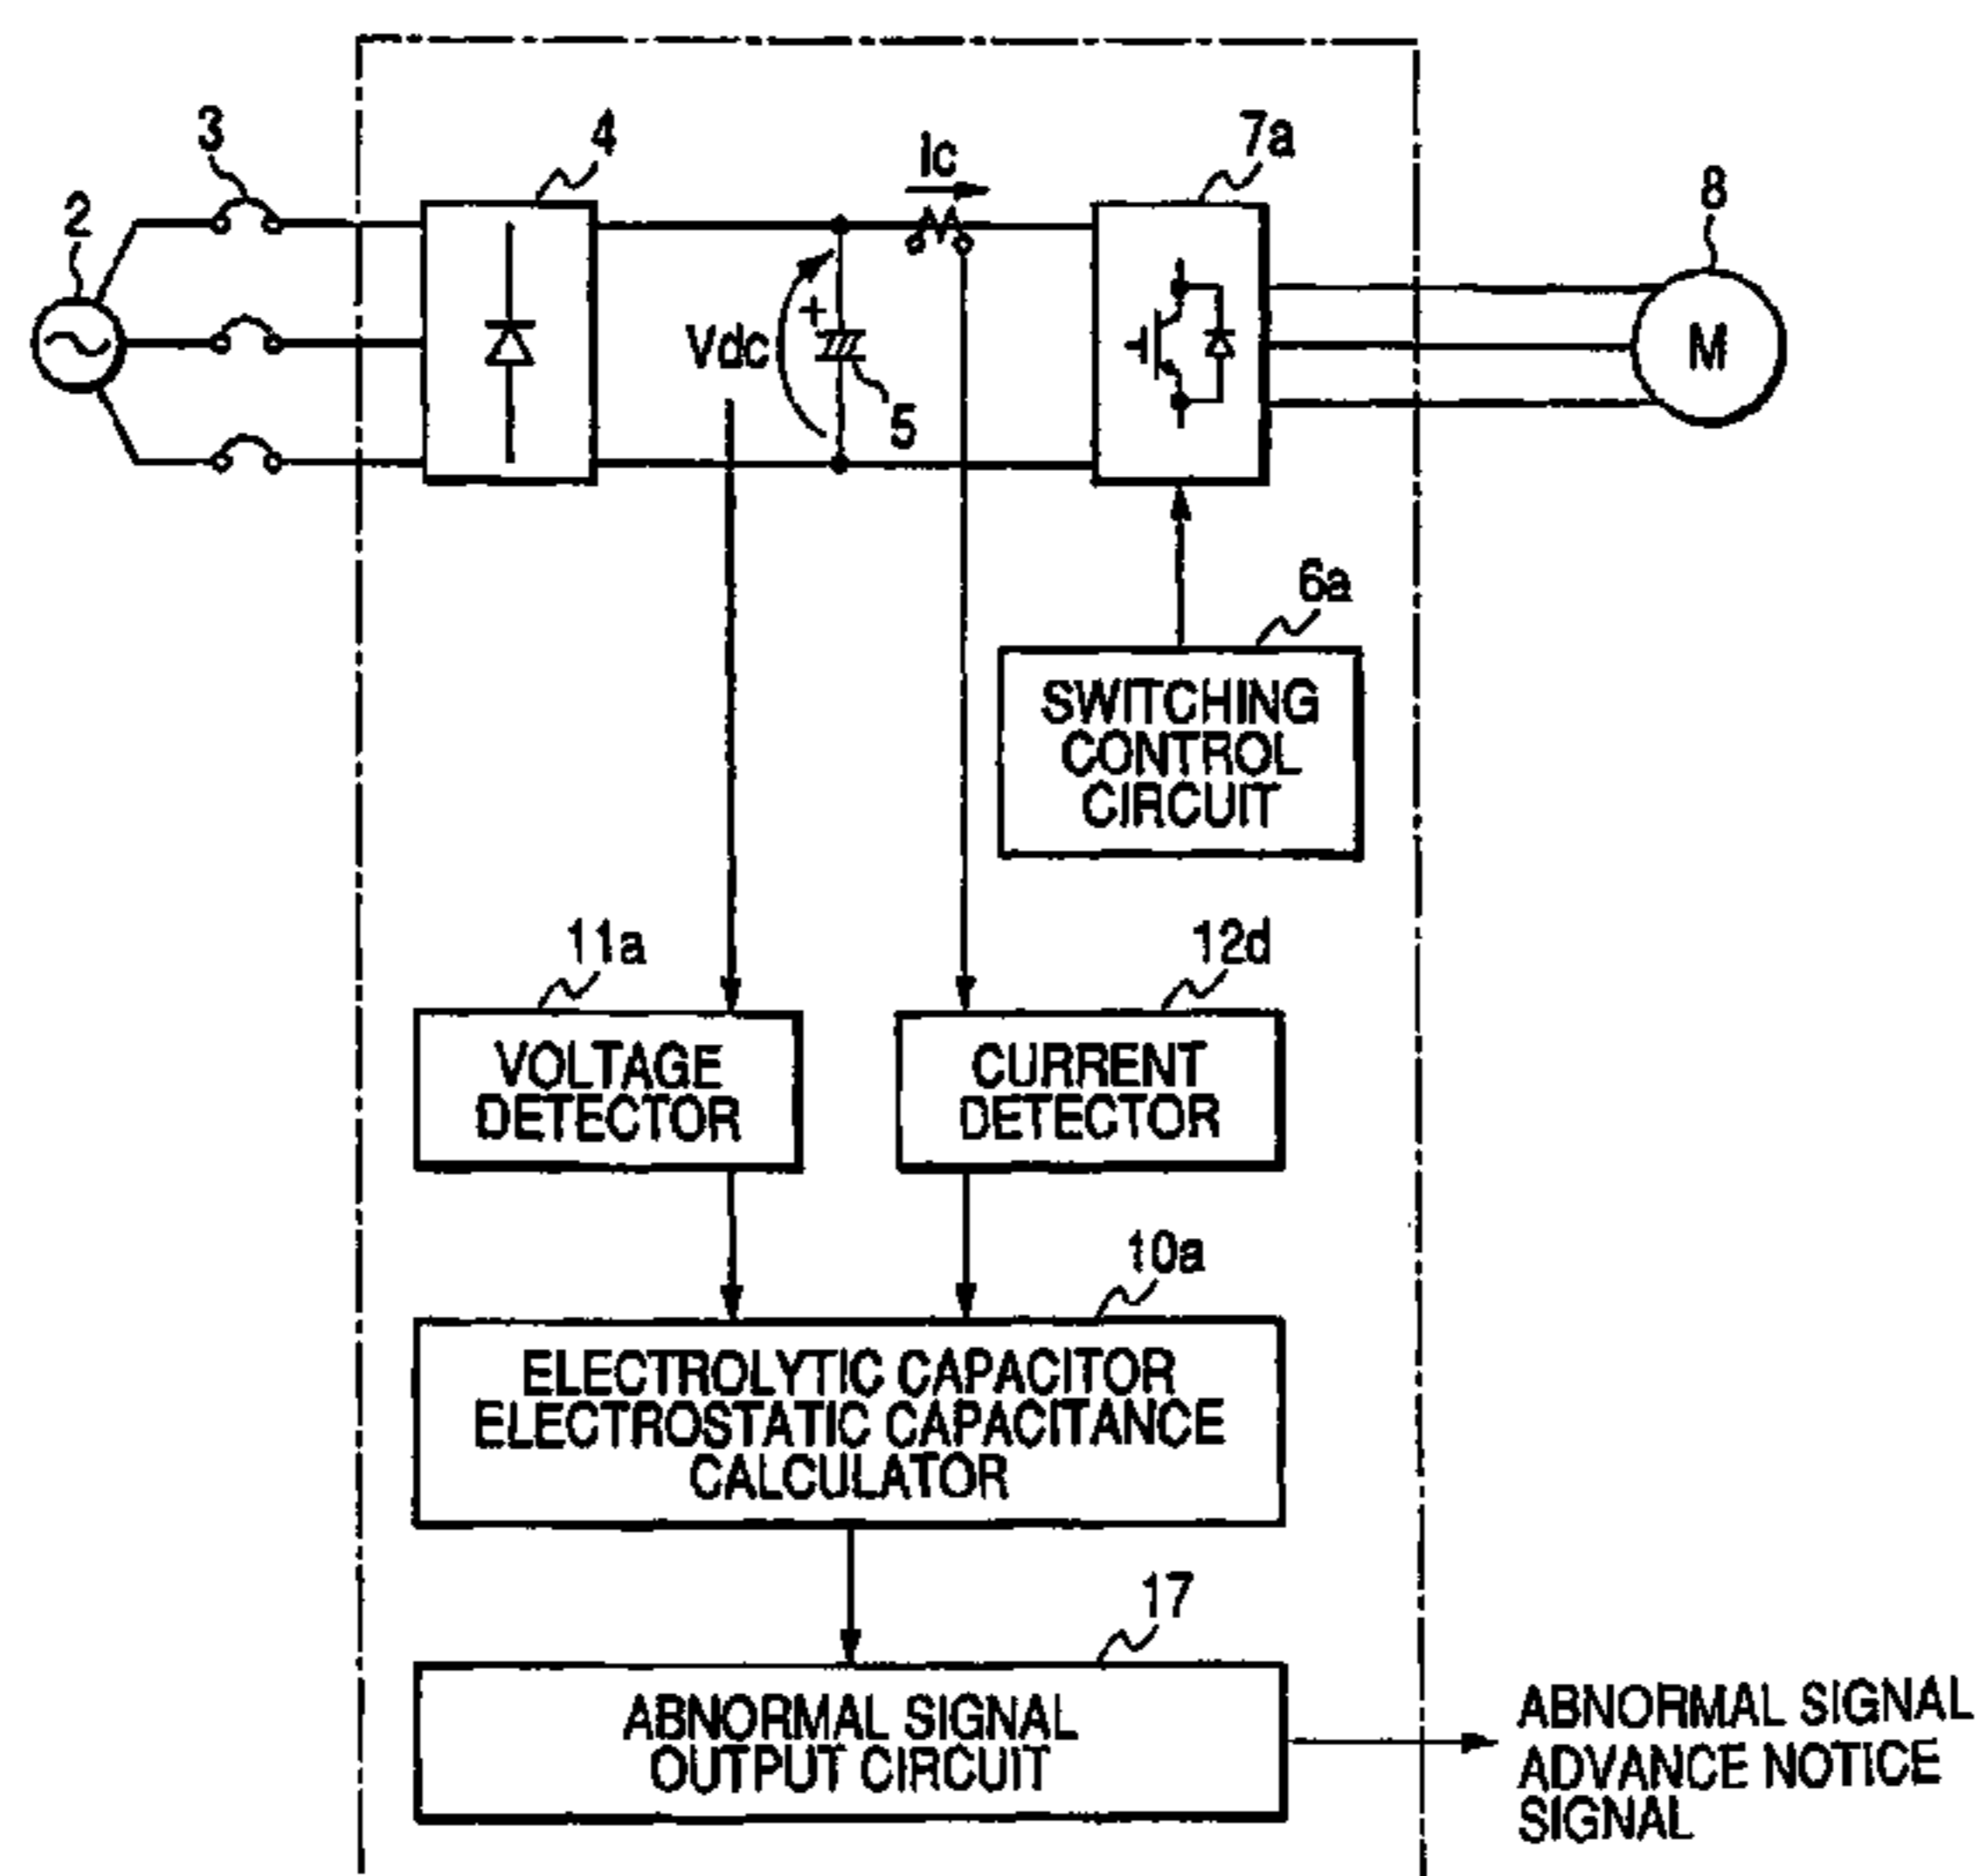 3
4
Ic
7a
8
2
Vdc
+
5
M
6a
SWITCHING
CONTROL
CIRCUIT
11a
12d
VOLTAGE
DETECTOR
CURRENT
DETECTOR
10a
ELECTROLYTIC CAPACITOR
ELECTROSTATIC CAPACITANCE
CALCULATOR
17
ABNORMAL SIGNAL
OUTPUT CIRCUIT
ABNORMAL SIGNAL
ADVANCE NOTICE
SIGNAL